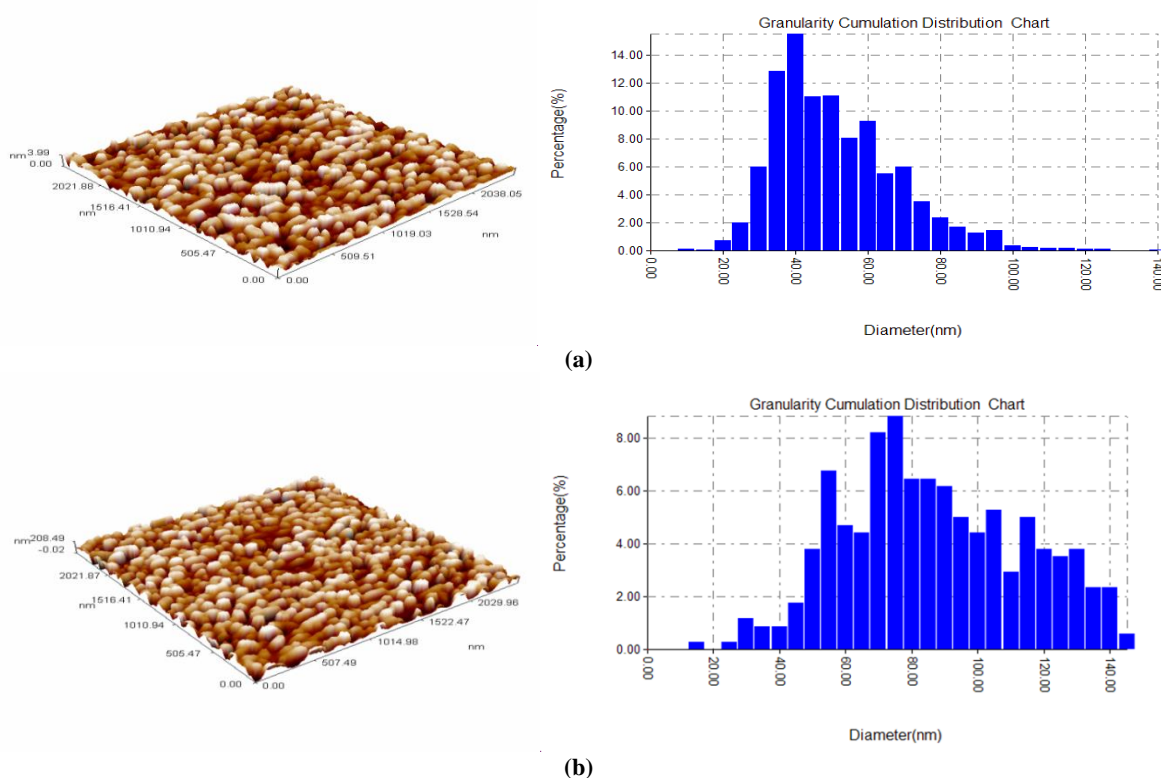 Granularity Cumulation Distribution Chart
14.00
12.00
10.00
8.00
6.00
4.00
2.00
0.00
Percentage(%)
0.00 20.00 40.00 60.00 80.00 100.00 120.00 140.00
Diameter(nm)
nm 3.99
0.00
2021.88
1516.41
nm
1010.94
505.47
0.00
0.00
509.51
1019.03
nm
1528.54
2038.05
(a)
Granularity Cumulation Distribution Chart
8.00
6.00
4.00
2.00
0.00
Percentage(%)
0.00 20.00 40.00 60.00 80.00 100.00 120.00 140.00
Diameter(nm)
nm 208.49
-0.02
2021.87
1516.41
nm
1010.94
505.47
0.00
0.00
507.49
1014.98
nm
1522.47
2029.96
(b)